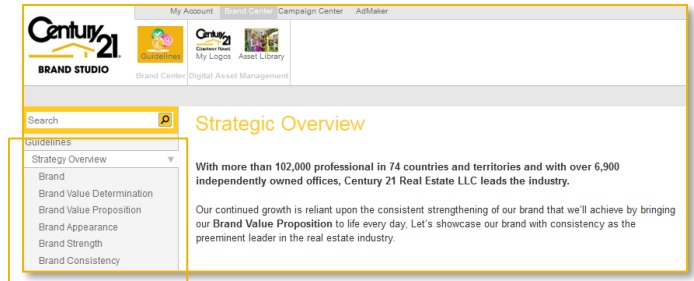 My Account Brand Center Campaign Center AdMaker
Century 21
BRAND STUDIO
Guidelines
Century 21
My Logos
Asset Library
Brand Center
Digital Asset Management
Search
Guidelines
Strategy Overview
Brand
Brand Value Determination
Brand Value Proposition
Brand Appearance
Brand Strength
Brand Consistency
Strategic Overview
With more than 102,000 professional in 74 countries and territories and with over 6,900
independently owned offices, Century 21 Real Estate LLC leads the industry.
Our continued growth is reliant upon the consistent strengthening of our brand that we'll achieve by bringing
our Brand Value Proposition to life every day, Let's showcase our brand with consistency as the
preeminent leader in the real estate industry.